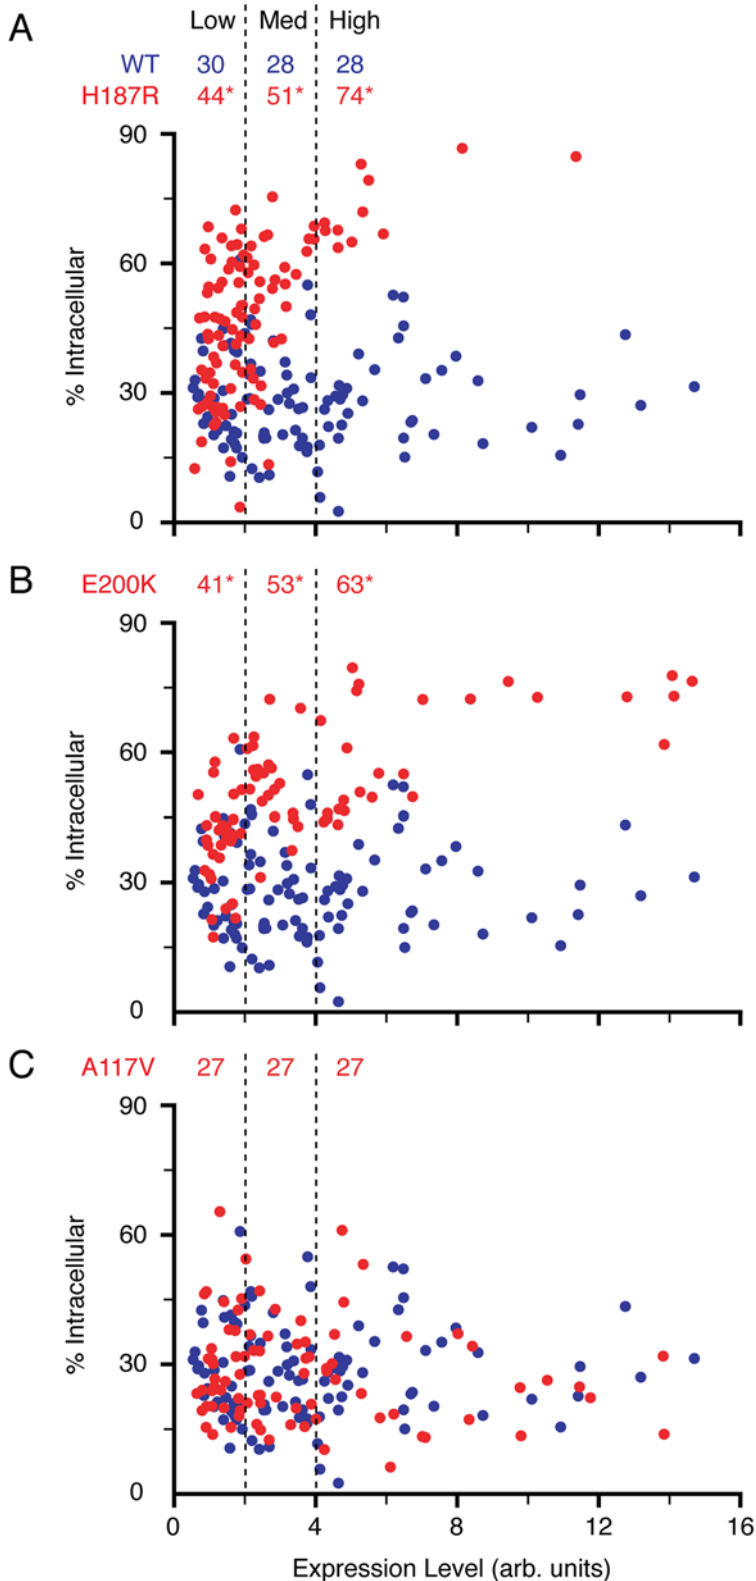 A
Low Med High
WT 30 28 28
H187R 44* 51* 74*
90
60
30
0
% Intracellular
B
E200K 41* 53* 63*
90
60
30
0
% Intracellular
C
A117V 27 27 27
90
60
30
0
% Intracellular
0 4 8 12 16
Expression Level (arb. units)